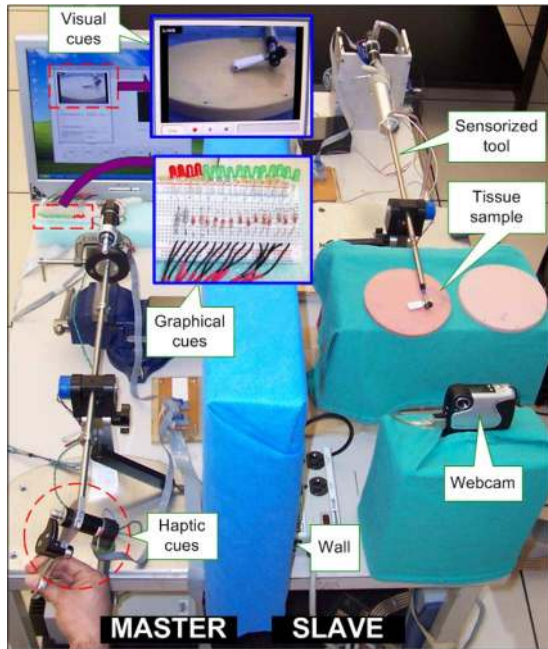 Visual
cues
Sensorized
tool
Tissue
sample
Graphical
cues
Webcam
Haptic
cues
Wall
MASTER
SLAVE